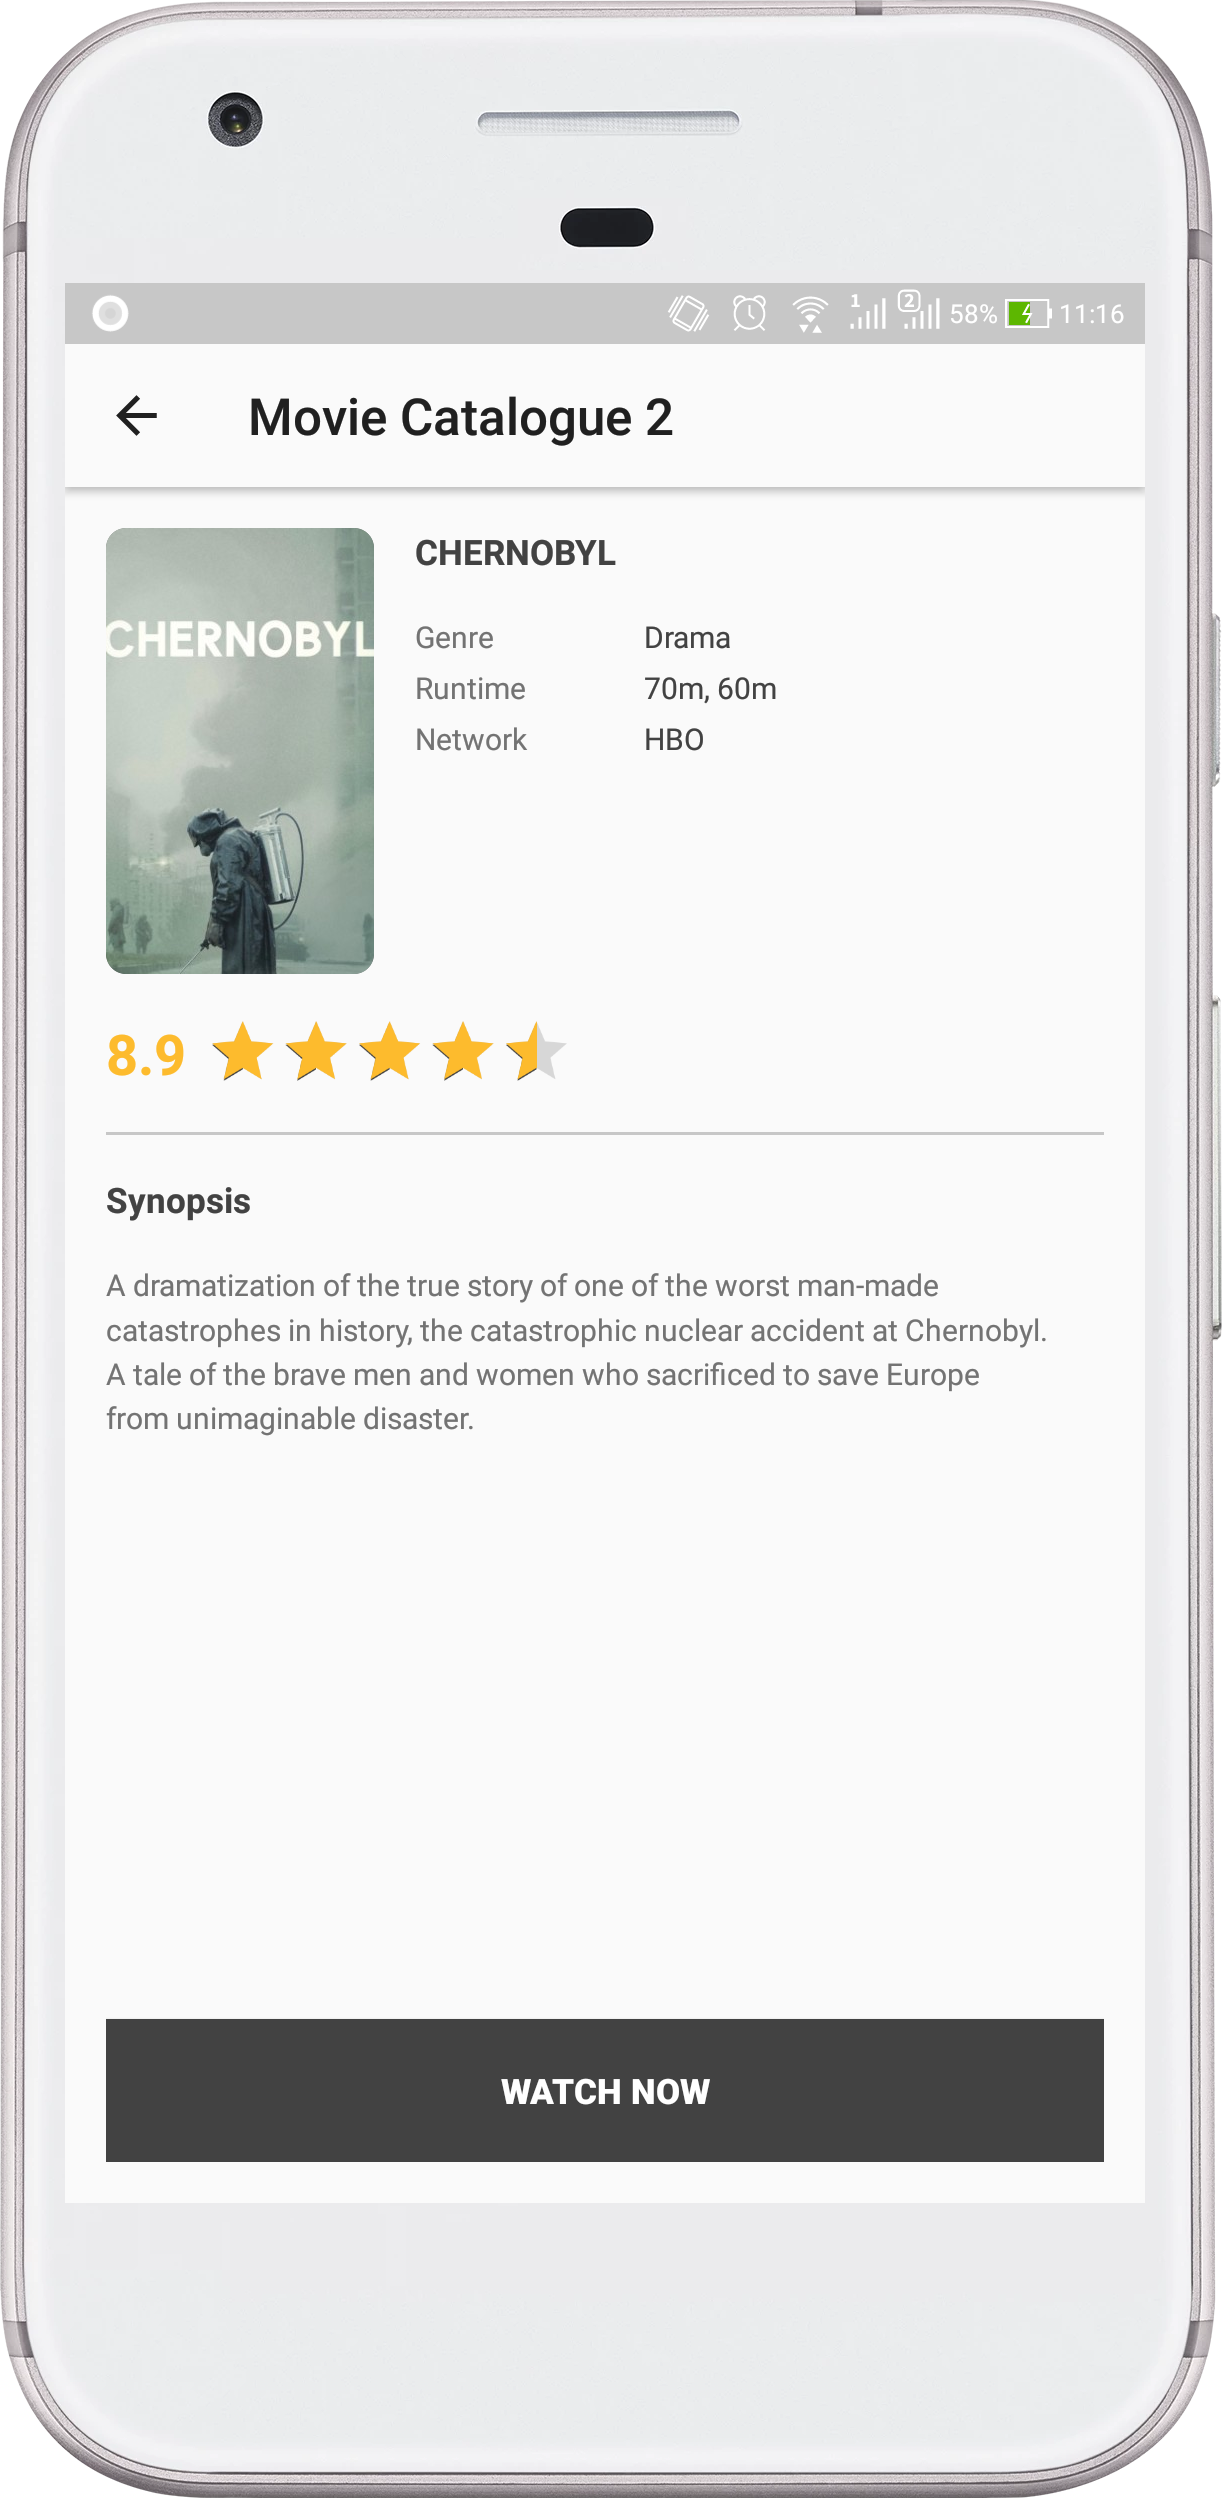 1 2 58% 11:16
Movie Catalogue 2
CHERNOBYL
CHERNOBYL
Genre Drama
Runtime 70m, 60m
Network HBO
8.9
Synopsis
A dramatization of the true story of one of the worst man-made
catastrophes in history, the catastrophic nuclear accident at Chernobyl.
A tale of the brave men and women who sacrificed to save Europe
from unimaginable disaster.
WATCH NOW